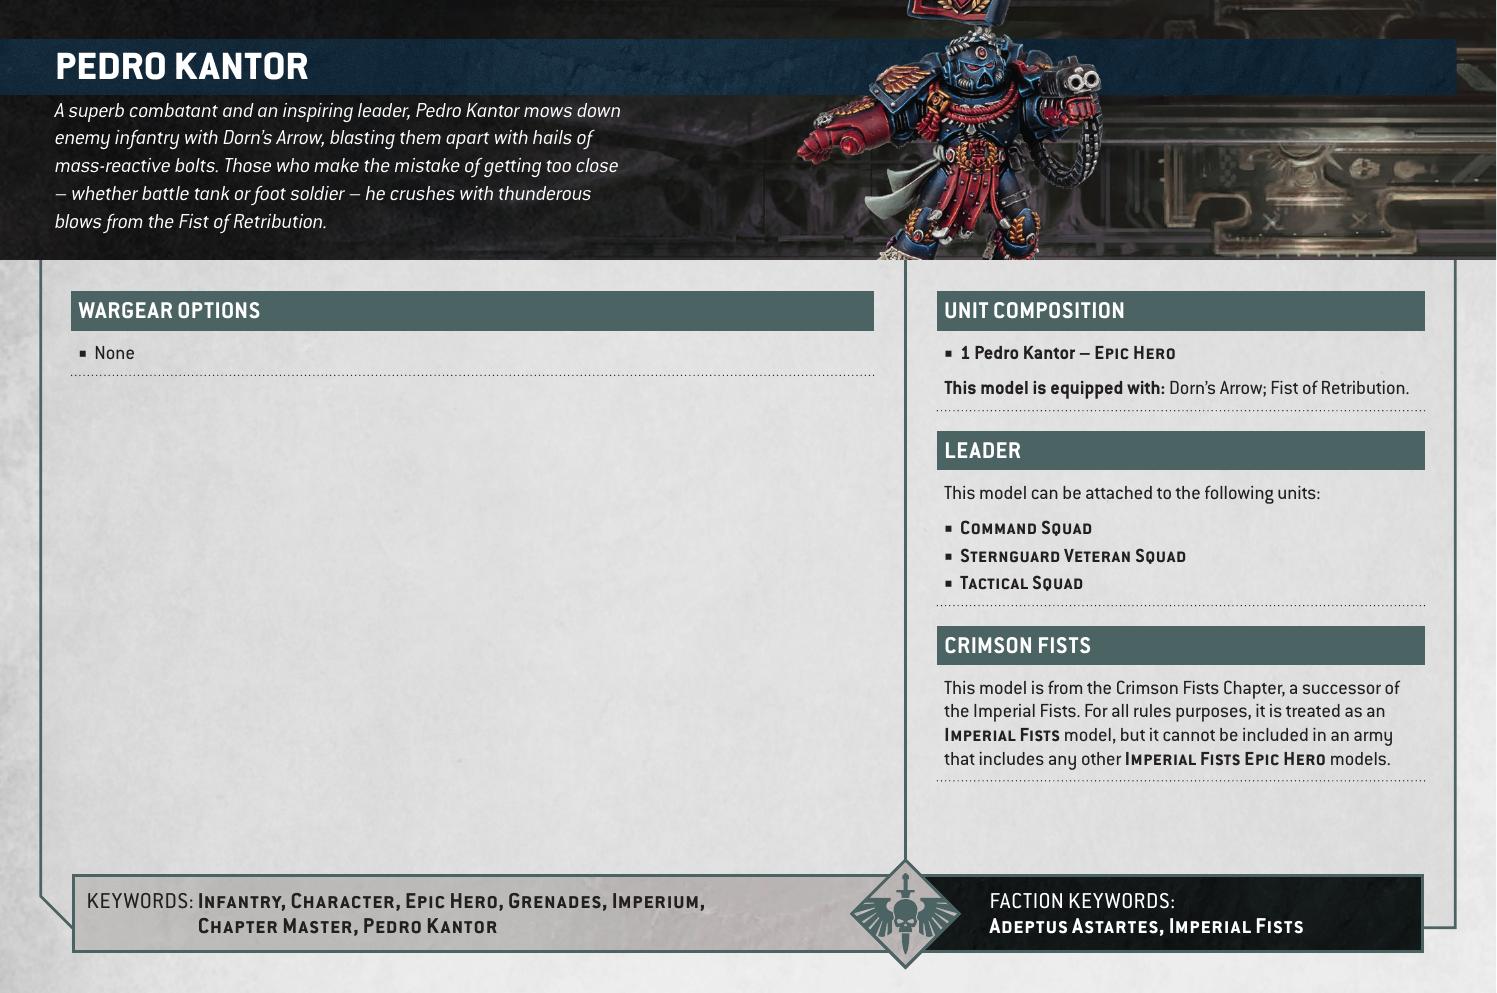 PEDRO KANTOR
A superb combatant and an inspiring leader, Pedro Kantor mows down
enemy infantry with Dorn's Arrow, blasting them apart with hails of
mass-reactive bolts. Those who make the mistake of getting too close
– whether battle tank or foot soldier – he crushes with thunderous
blows from the Fist of Retribution.
WARGEAR OPTIONS
▪ None
UNIT COMPOSITION
▪ 1 Pedro Kantor – Epic Hero
This model is equipped with: Dorn's Arrow; Fist of Retribution.
LEADER
This model can be attached to the following units:
▪ Command Squad
▪ Sternguard Veteran Squad
▪ Tactical Squad
CRIMSON FISTS
This model is from the Crimson Fists Chapter, a successor of
the Imperial Fists. For all rules purposes, it is treated as an
Imperial Fists model, but it cannot be included in an army
that includes any other Imperial Fists Epic Hero models.
KEYWORDS: Infantry, Character, Epic Hero, Grenades, Imperium,
Chapter Master, Pedro Kantor
FACTION KEYWORDS:
Adeptus Astartes, Imperial Fists